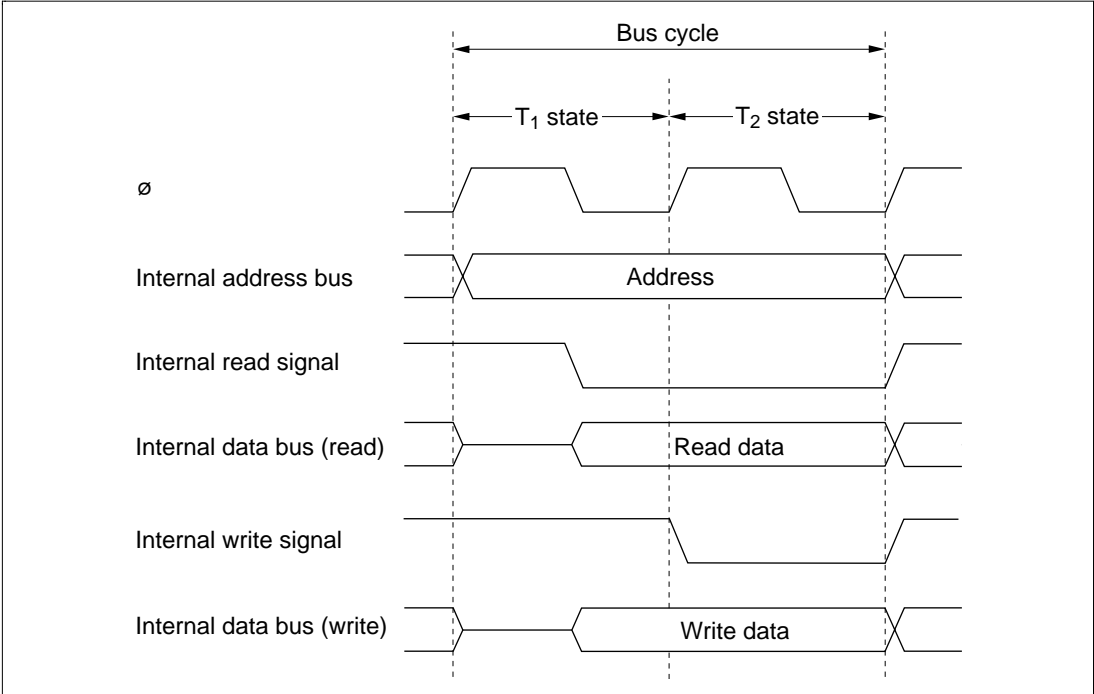 Bus cycle
T₁ state T₂ state
ø
Internal address bus Address
Internal read signal
Internal data bus (read) Read data
Internal write signal
Internal data bus (write) Write data